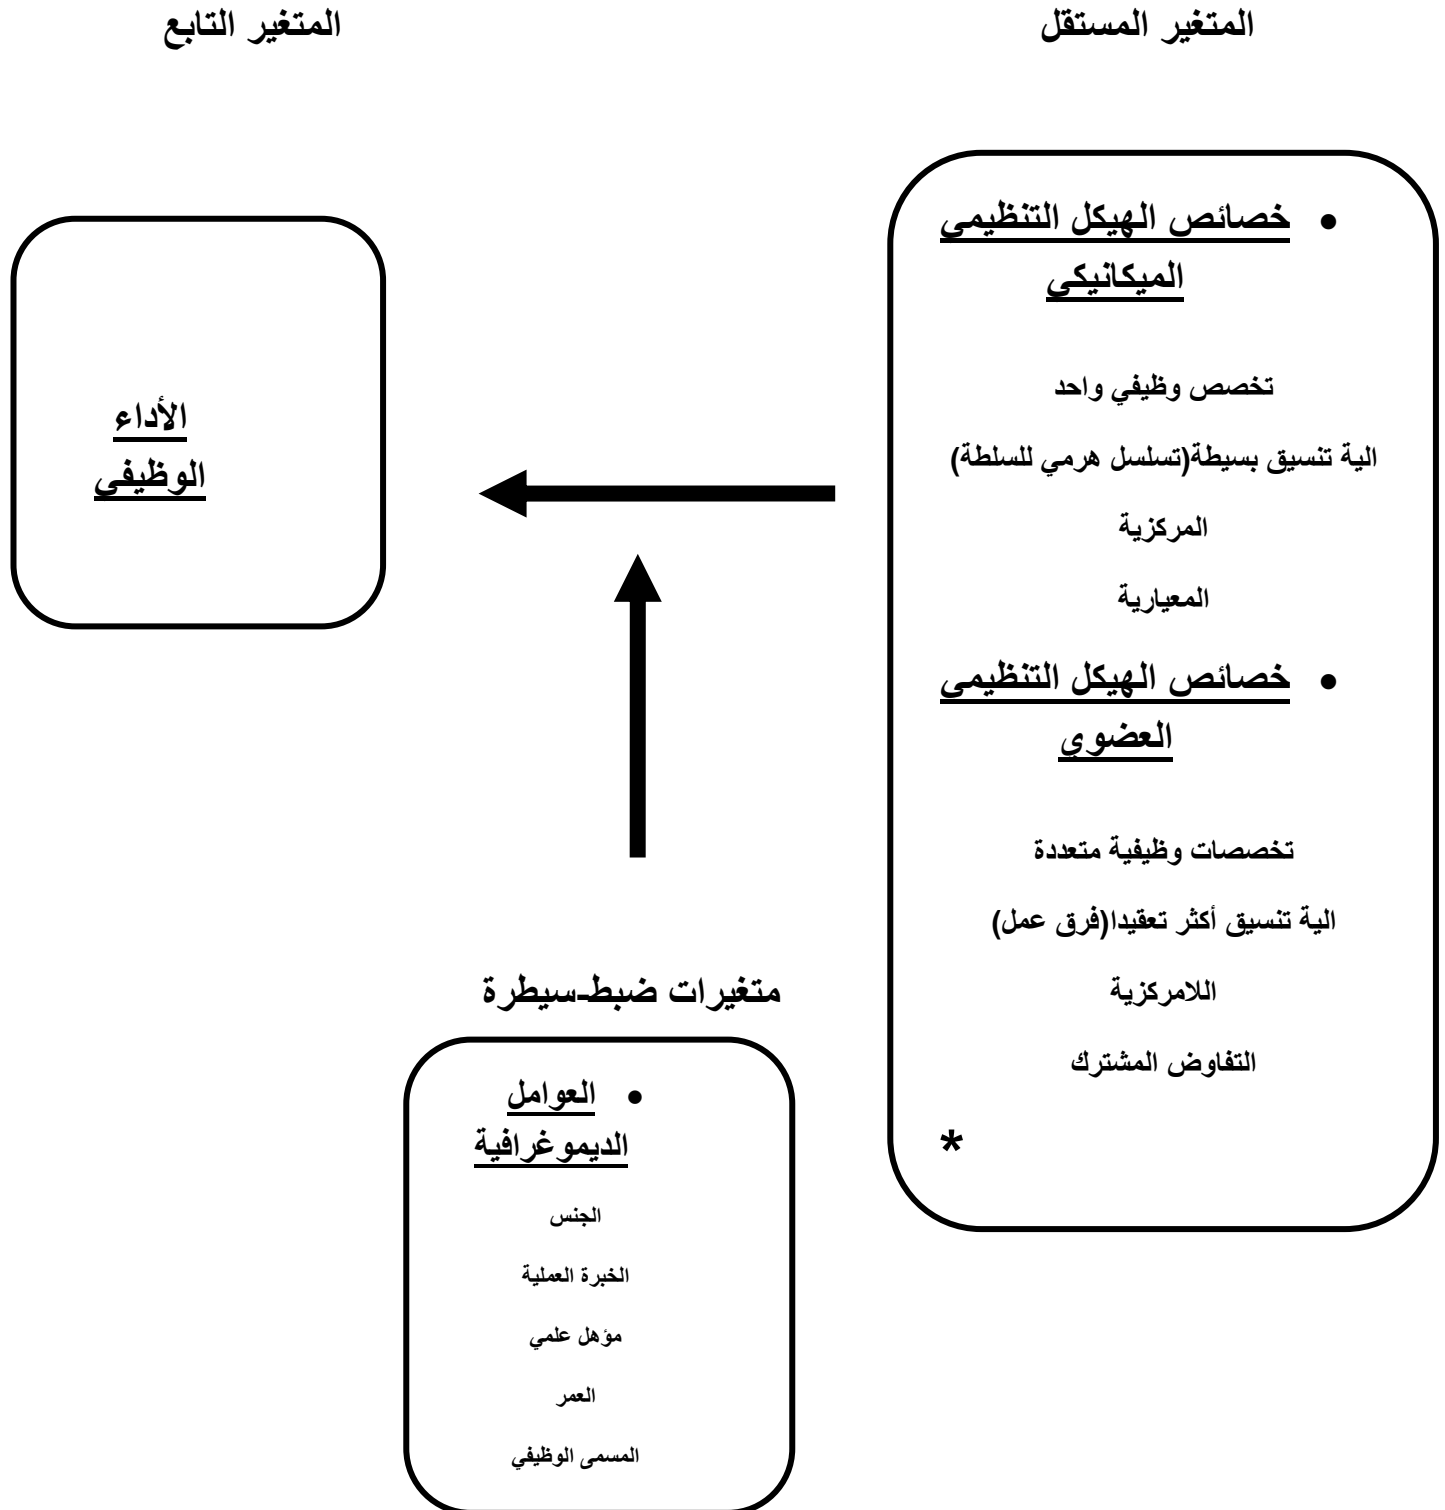 المتغير المستقل
المتغير التابع
• خصائص الهيكل التنظيمي
الميكانيكي
تخصص وظيفي واحد
الية تنسيق بسيطة(تسلسل هرمي للسلطة)
المركزية
المعيارية
• خصائص الهيكل التنظيمي
العضوي
تخصصات وظيفية متعددة
الية تنسيق أكثر تعقيدا(فرق عمل)
اللامركزية
التفاوض المشترك
*
الأداء
الوظيفي
متغيرات ضبط-سيطرة
• العوامل
الديموغرافية
الجنس
الخبرة العملية
مؤهل علمي
العمر
المسمى الوظيفي